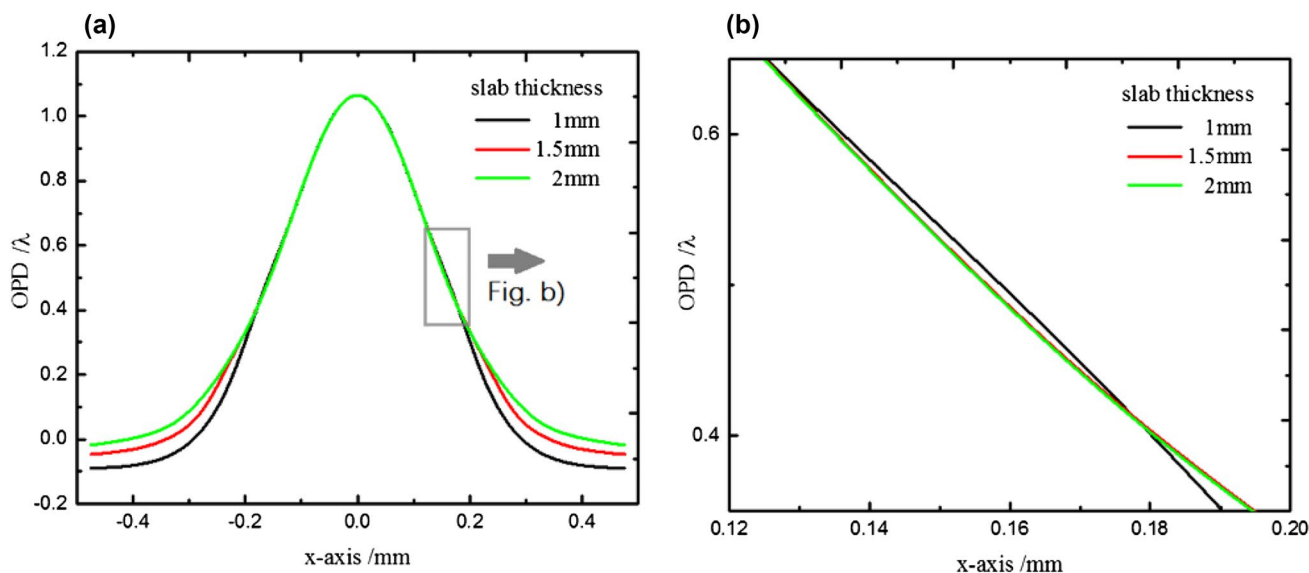 (a)
OPD /λ
1.2
1.0
0.8
0.6
0.4
0.2
0.0
-0.2
slab thickness
1mm
1.5mm
2mm
Fig. b)
-0.4
-0.2
0.0
0.2
0.4
x-axis /mm
(b)
OPD /λ
0.6
0.4
slab thickness
1mm
1.5mm
2mm
0.12
0.14
0.16
0.18
0.20
x-axis /mm